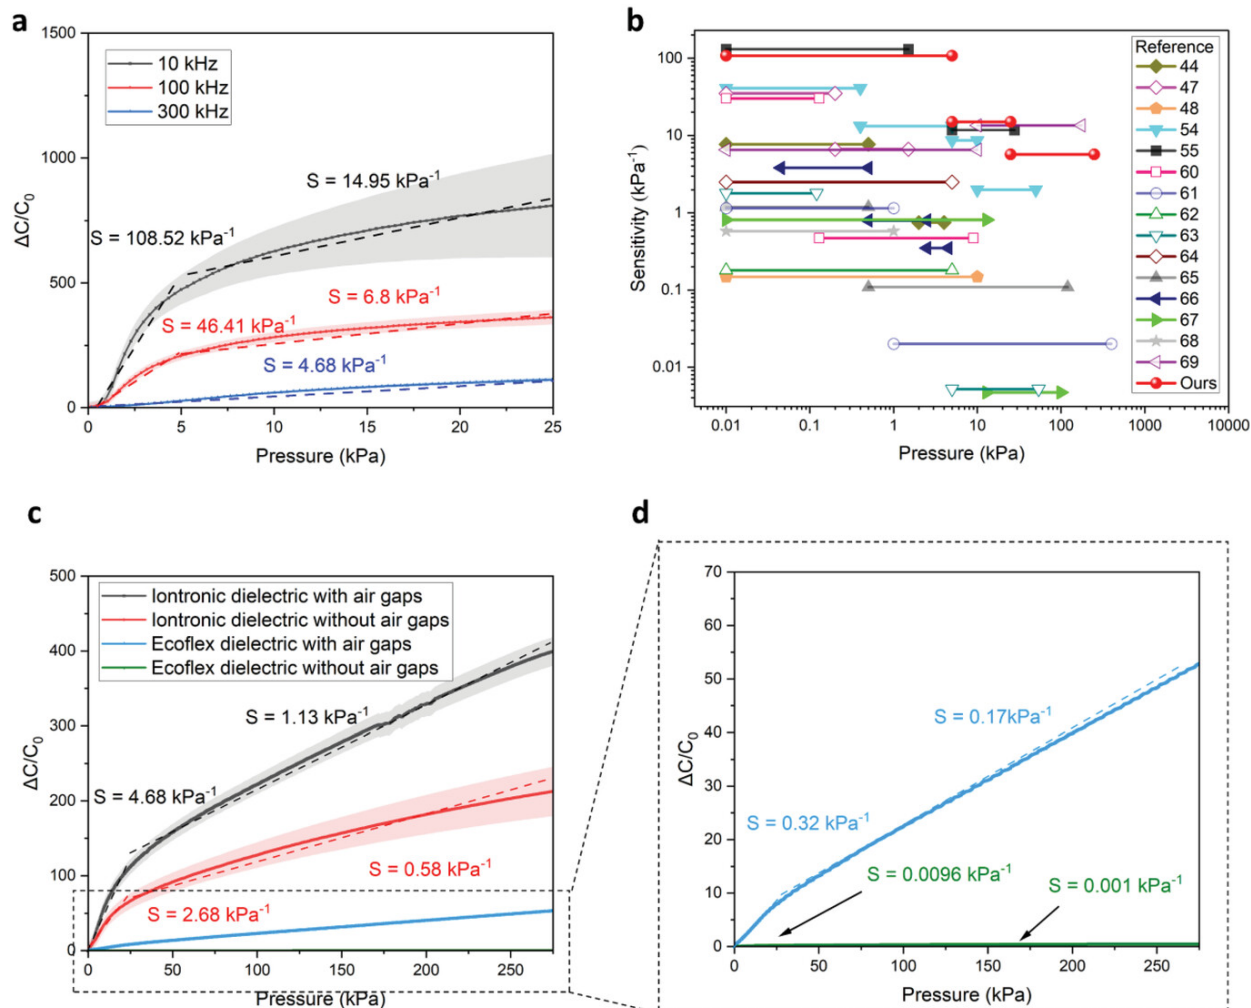 a
1500
1000
500
0
0
5
10
15
20
25
ΔC/C0
Pressure (kPa)
10 kHz
100 kHz
300 kHz
S = 14.95 kPa-1
S = 108.52 kPa-1
S = 6.8 kPa-1
S = 46.41 kPa-1
S = 4.68 kPa-1
b
100
10
1
0.1
0.01
0.01
0.1
1
10
100
1000
10000
Sensitivity (kPa-1)
Pressure (kPa)
Reference
44
47
48
54
55
60
61
62
63
64
65
66
67
68
69
Ours
c
500
400
300
200
100
0
0
50
100
150
200
250
ΔC/C0
Pressure (kPa)
Iontronic dielectric with air gaps
Iontronic dielectric without air gaps
Ecoflex dielectric with air gaps
Ecoflex dielectric without air gaps
S = 1.13 kPa-1
S = 4.68 kPa-1
S = 0.58 kPa-1
S = 2.68 kPa-1
d
70
60
50
40
30
20
10
0
0
50
100
150
200
250
ΔC/C0
Pressure (kPa)
S = 0.17kPa-1
S = 0.32 kPa-1
S = 0.0096 kPa-1
S = 0.001 kPa-1